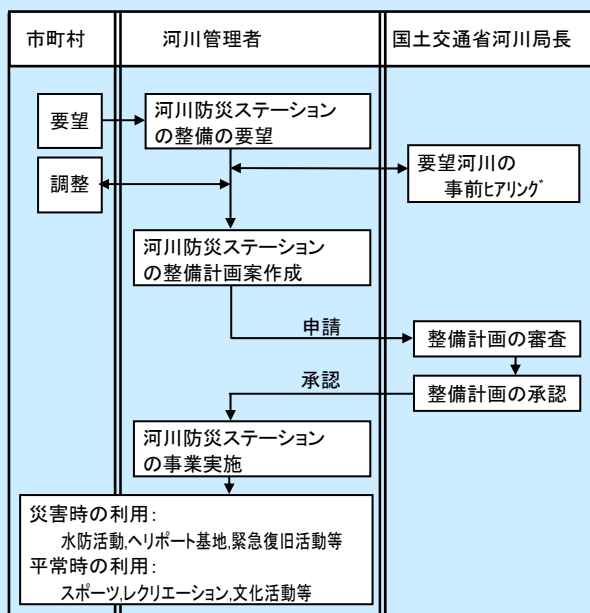 市町村
河川管理者
国土交通省河川局長
要望
河川防災ステーション
の整備の要望
調整
要望河川の
事前ﾋｱﾘﾝｸﾞ
河川防災ステーション
の整備計画案作成
申請
整備計画の審査
承認
整備計画の承認
河川防災ステーション
の事業実施
災害時の利用:
水防活動,ヘリポート基地,緊急復旧活動等
平常時の利用:
スポーツ,レクリエーション,文化活動等